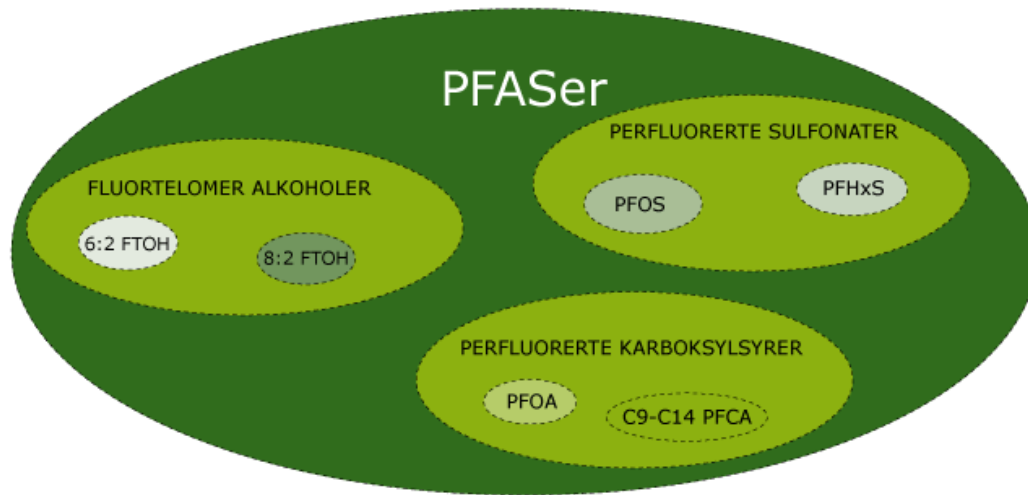 PFASer
PERFLUORERTE SULFONATER
PFOS
PFHxS
FLUORTELOMER ALKOHOLER
6:2 FTOH
8:2 FTOH
PERFLUORERTE KARBOKSYLSYRER
PFOA
C9-C14 PFCA